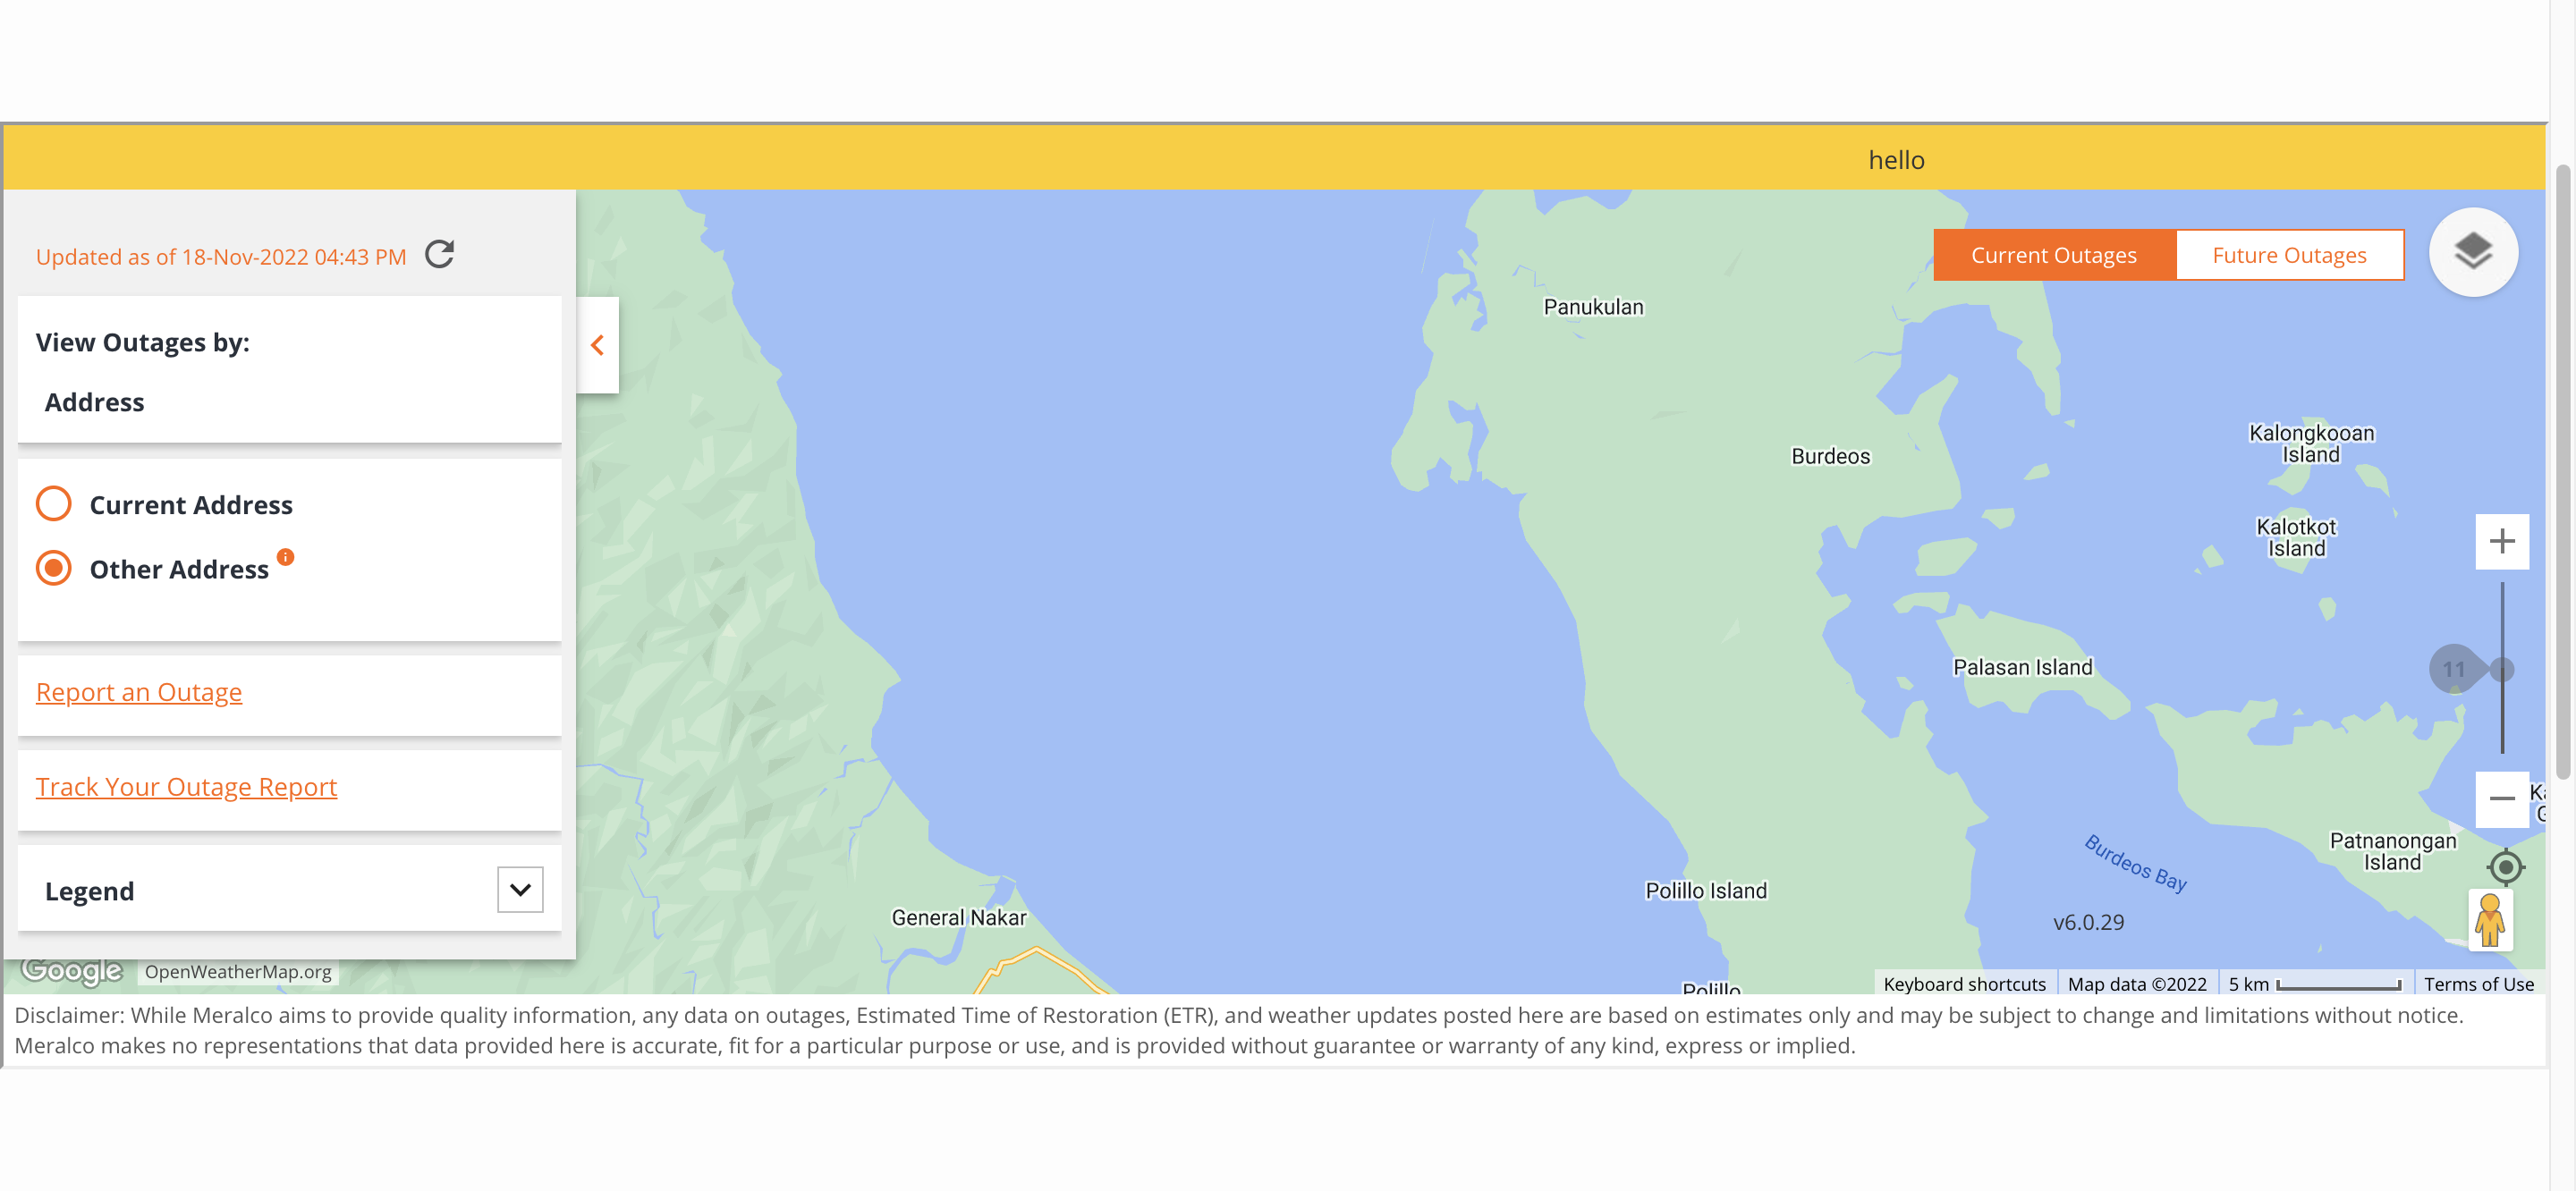 hello
Updated as of 18-Nov-2022 04:43 PM
View Outages by:
Address
Current Address
Other Address
Report an Outage
Track Your Outage Report
Legend
Current Outages
Future Outages
Panukulan
Burdeos
Kalongkooan
Island
Kalotkot
Island
Palasan Island
11
Patnanongan
Island
Burdeos Bay
Polillo Island
General Nakar
v6.0.29
Polillo
Google
OpenWeatherMap.org
Keyboard shortcuts
Map data ©2022
5 km
Terms of Use
Disclaimer: While Meralco aims to provide quality information, any data on outages, Estimated Time of Restoration (ETR), and weather updates posted here are based on estimates only and may be subject to change and limitations without notice.
Meralco makes no representations that data provided here is accurate, fit for a particular purpose or use, and is provided without guarantee or warranty of any kind, express or implied.